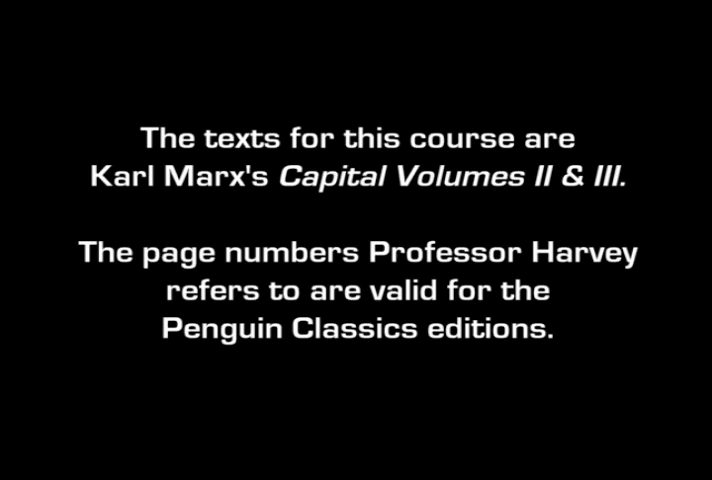 The texts for this course are
Karl Marx's Capital Volumes II & III.
The page numbers Professor Harvey
refers to are valid for the
Penguin Classics editions.